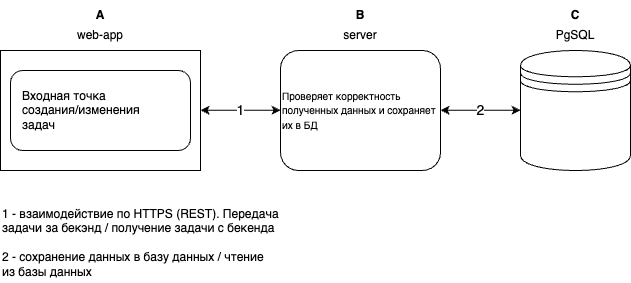 A
B
C
web-app
server
PgSQL
Входная точка
создания/изменения
задач
1
Проверяет корректность
полученных данных и сохраняет
их в БД
2
1 - взаимодействие по HTTPS (REST). Передача
задачи за бекэнд / получение задачи с бекенда
2 - сохранение данных в базу данных / чтение
из базы данных